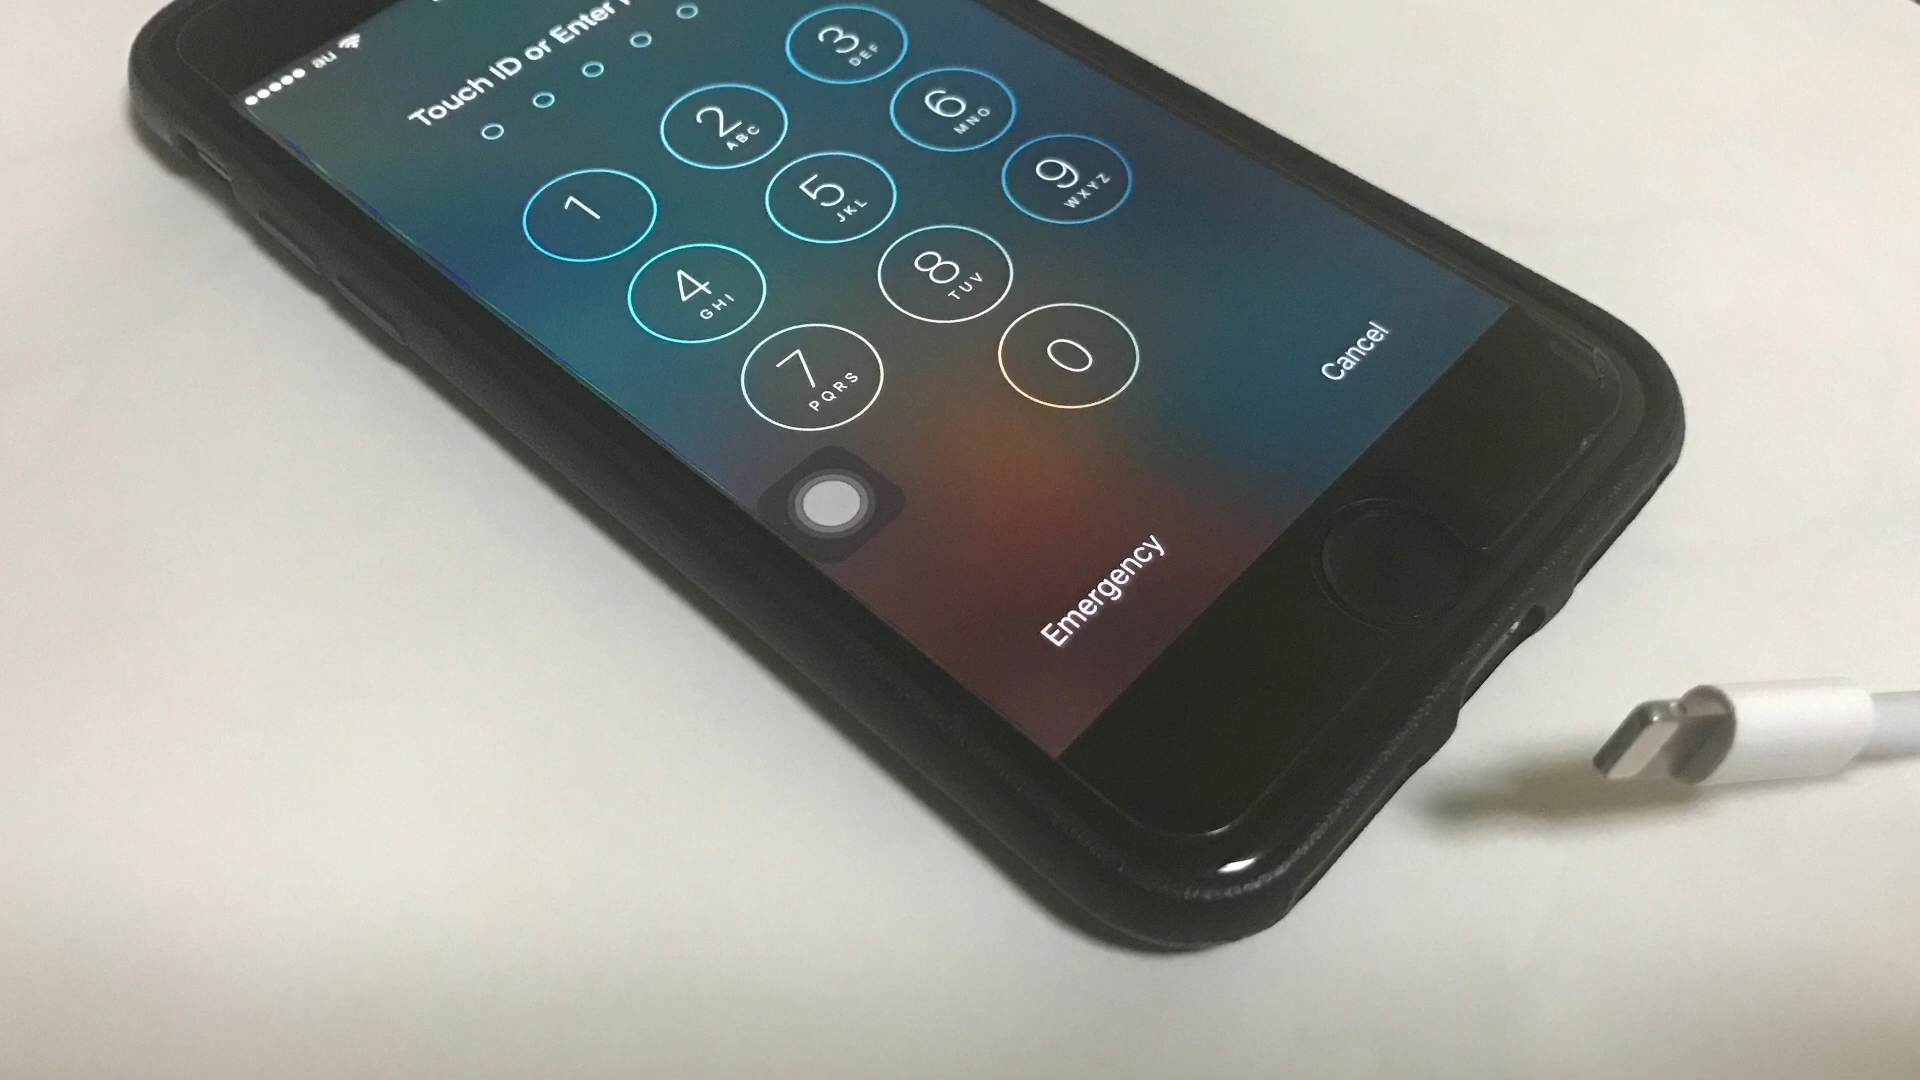 au
Touch ID or Enter
1
2 ABC
3 DEF
4 GHI
5 JKL
6 MNO
7 PQRS
8 TUV
9 WXYZ
0
Emergency
Cancel